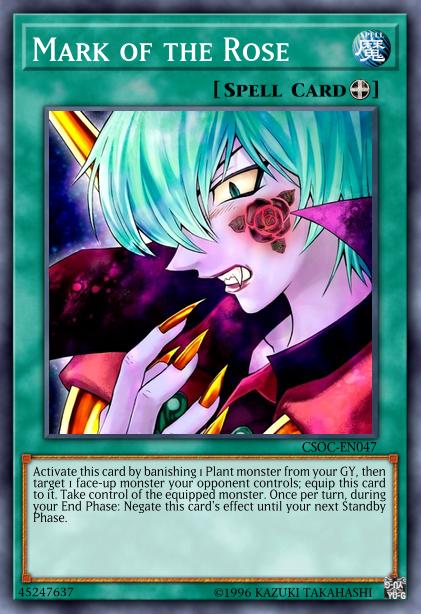 MARK OF THE ROSE
SPELL
魔
[SPELL CARD]
CSOC-EN047
Activate this card by banishing 1 Plant monster from your GY, then
target 1 face-up monster your opponent controls; equip this card
to it. Take control of the equipped monster. Once per turn, during
your End Phase: Negate this card's effect until your next Standby
Phase.
45247637
©1996 KAZUKI TAKAHASHI